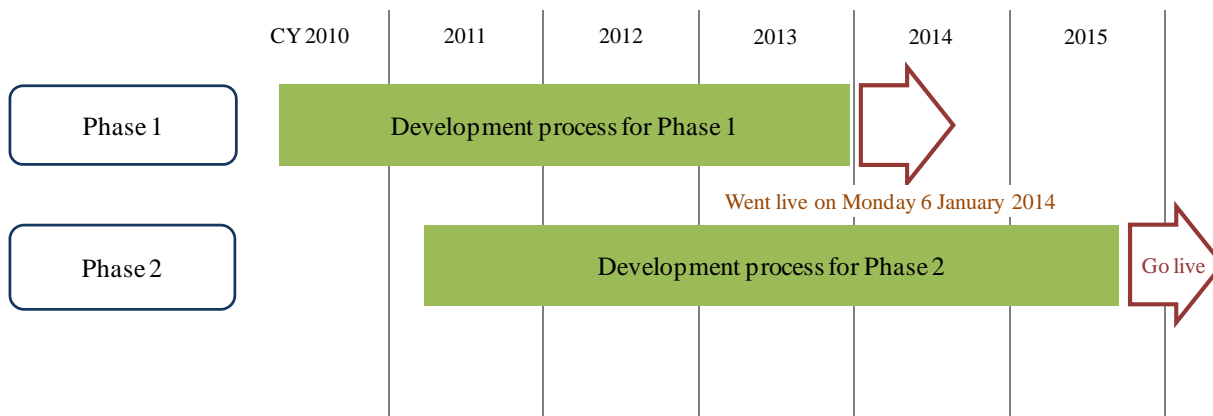 CY 2010 2011 2012 2013 2014 2015
Phase 1
Development process for Phase 1
Went live on Monday 6 January 2014
Phase 2
Development process for Phase 2
Go live